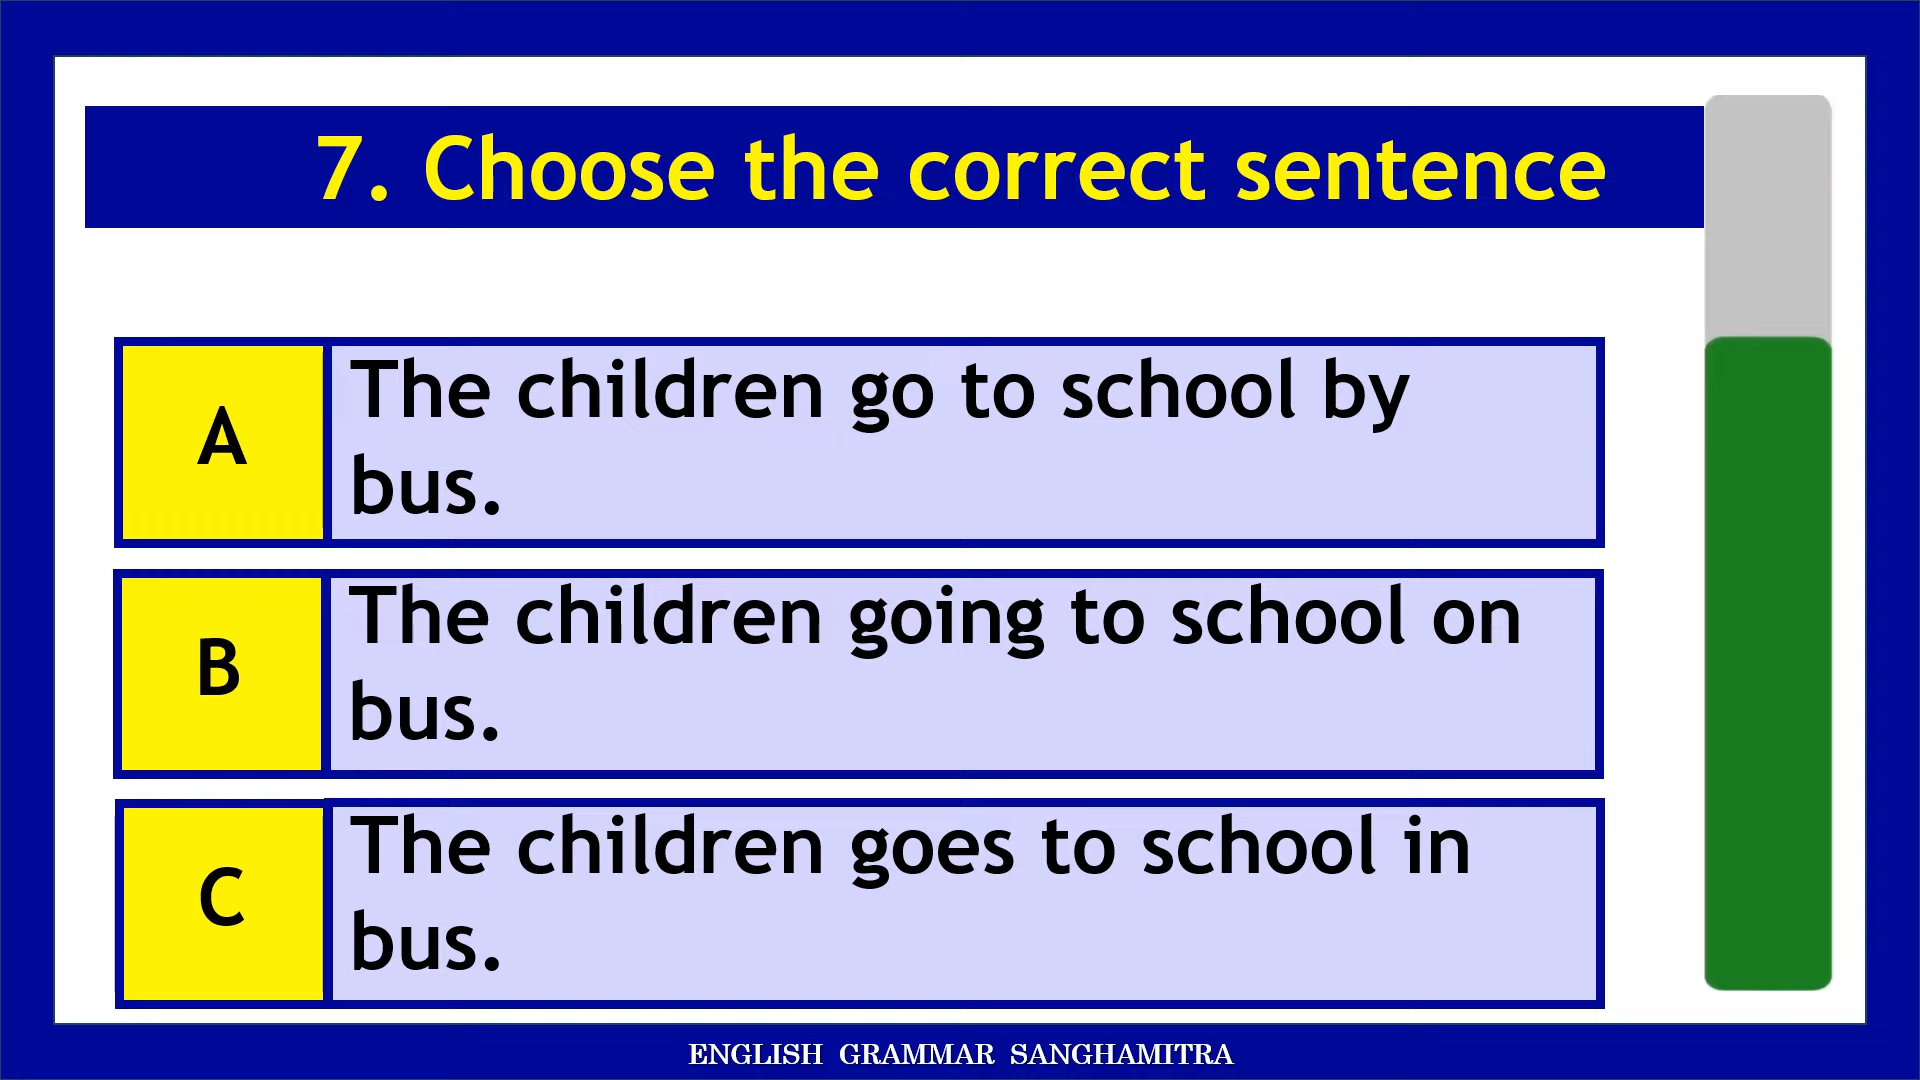 7. Choose the correct sentence
A
The children go to school by
bus.
B
The children going to school on
bus.
C
The children goes to school in
bus.
ENGLISH GRAMMAR SANGHAMITRA